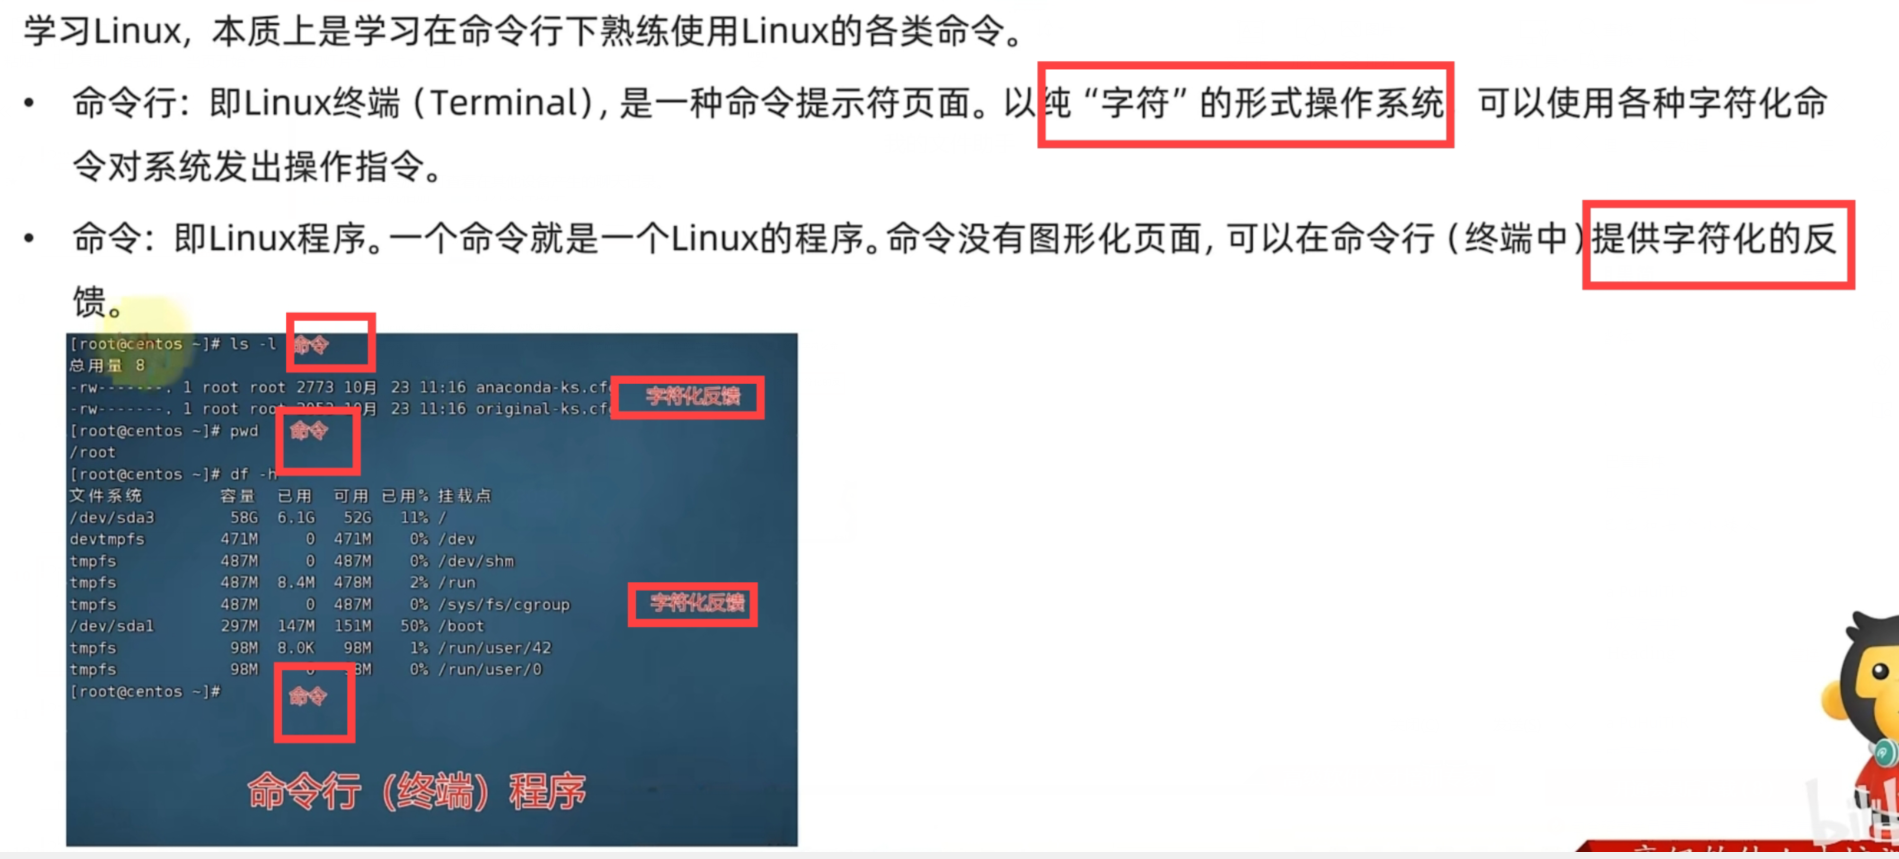 学习Linux，本质上是学习在命令行下熟练使用Linux的各类命令。
• 命令行：即Linux终端（Terminal），是一种命令提示符页面。以纯“字符”的形式操作系统 可以使用各种字符化命
令对系统发出操作指令。
• 命令：即Linux程序。一个命令就是一个Linux的程序。命令没有图形化页面，可以在命令行（终端中）提供字符化的反
馈。
[root@centos ~]# ls -l 命令
总用量 8
-rw-------. 1 root root 2773 10月 23 11:16 anaconda-ks.cf 字符化反馈
-rw-------. 1 root root 月 23 11:16 original-ks.cf
[root@centos ~]# pwd 命令
/root
[root@centos ~]# df -h
文件系统 容量 已用 可用 已用% 挂载点
/dev/sda3 58G 6.1G 52G 11% /
devtmpfs 471M 0 471M 0% /dev
tmpfs 487M 0 487M 0% /dev/shm
tmpfs 487M 8.4M 478M 2% /run
tmpfs 487M 0 487M 0% /sys/fs/cgroup 字符化反馈
/dev/sda1 297M 147M 151M 50% /boot
tmpfs 98M 8.0K 98M 1% /run/user/42
tmpfs 98M 0 8M 0% /run/user/0
[root@centos ~]# 命令
命令行（终端）程序